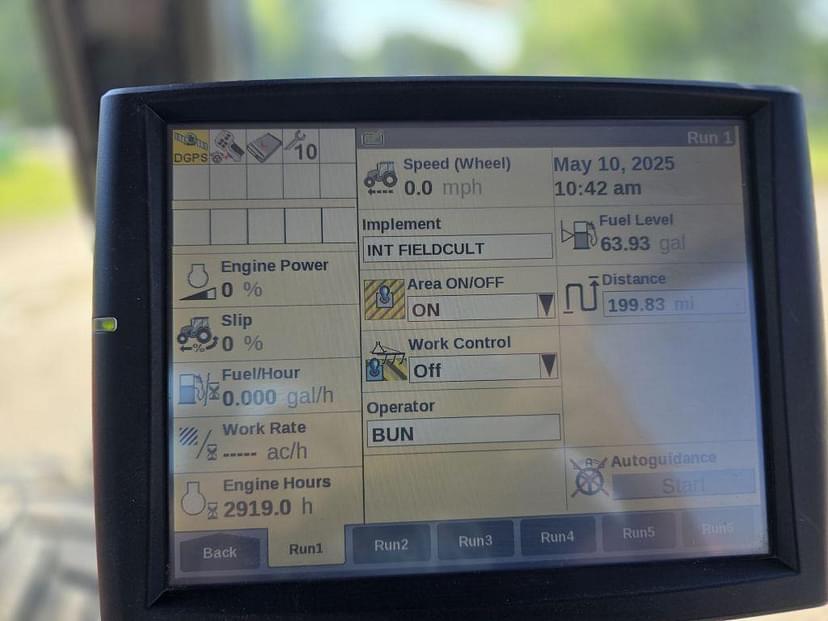 DGPS
10
Run 1
Speed (Wheel)
0.0 mph
May 10, 2025
10:42 am
Implement
INT FIELDCULT
Fuel Level
63.93 gal
Engine Power
0 %
Area ON/OFF
ON
Distance
199.83 mi
Slip
0 %
%
Work Control
Off
Fuel/Hour
0.000 gal/h
Operator
BUN
Work Rate
----- ac/h
Engine Hours
2919.0 h
Autoguidance
Start
Back
Run1
Run2
Run3
Run4
Run5
Run6